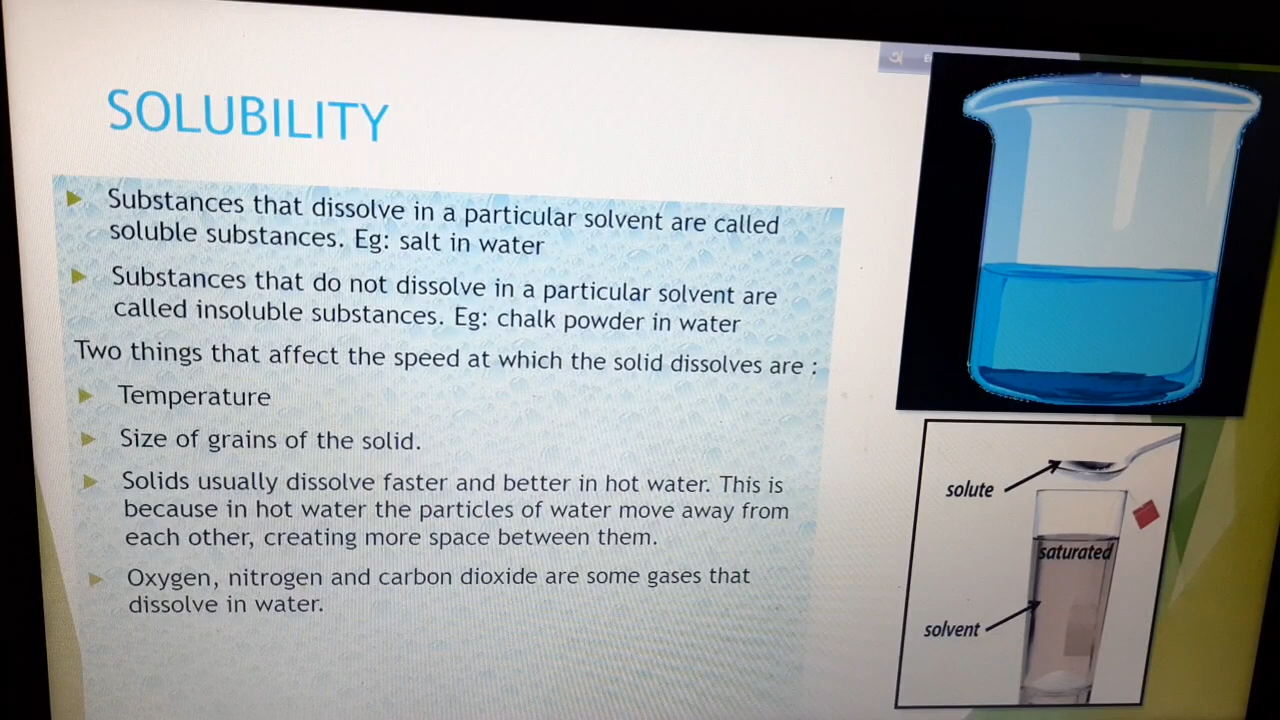 SOLUBILITY
Substances that dissolve in a particular solvent are called
soluble substances. Eg: salt in water
Substances that do not dissolve in a particular solvent are
called insoluble substances. Eg: chalk powder in water
Two things that affect the speed at which the solid dissolves are :
Temperature
Size of grains of the solid.
Solids usually dissolve faster and better in hot water. This is
because in hot water the particles of water move away from
each other, creating more space between them.
Oxygen, nitrogen and carbon dioxide are some gases that
dissolve in water.
solute
saturated
solvent